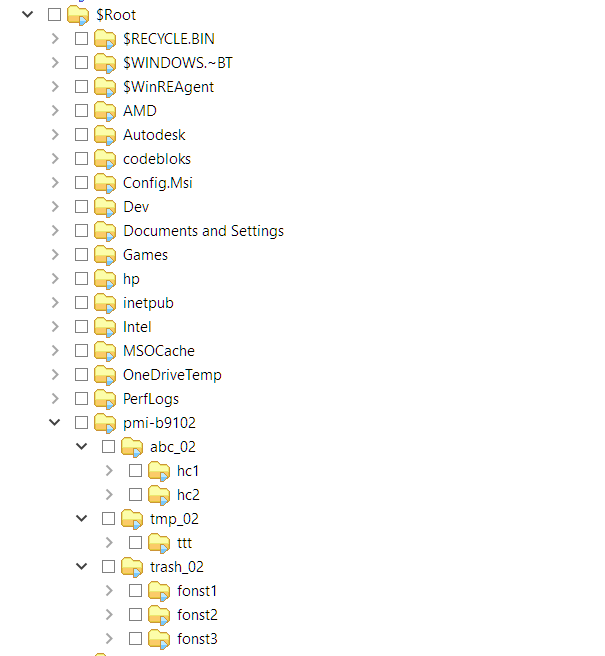 $Root
$RECYCLE.BIN
$WINDOWS.~BT
$WinREAgent
AMD
Autodesk
codebloks
Config.Msi
Dev
Documents and Settings
Games
hp
inetpub
Intel
MSOCache
OneDriveTemp
PerfLogs
pmi-b9102
abc_02
hc1
hc2
tmp_02
ttt
trash_02
fonst1
fonst2
fonst3